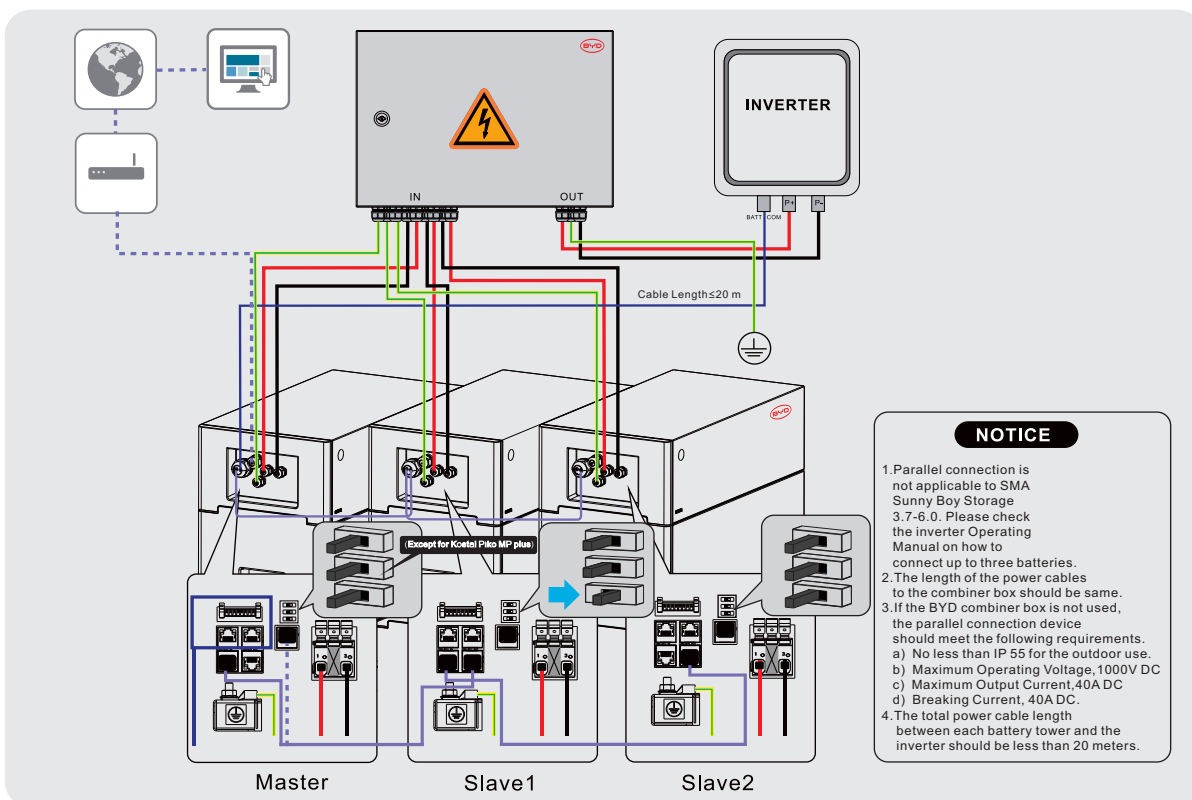 BYD
IN
OUT
INVERTER
BATT COM
P+
P-
Cable Length≤20 m
BYD
(Except for Kostal Piko MP plus)
Master
Slave1
Slave2
NOTICE
1.Parallel connection is
not applicable to SMA
Sunny Boy Storage
3.7-6.0. Please check
the inverter Operating
Manual on how to
connect up to three batteries.
2.The length of the power cables
to the combiner box should be same.
3.If the BYD combiner box is not used,
the parallel connection device
should meet the following requirements.
a) No less than IP 55 for the outdoor use.
b) Maximum Operating Voltage,1000V DC
c) Maximum Output Current,40A DC
d) Breaking Current, 40A DC.
4.The total power cable length
between each battery tower and the
inverter should be less than 20 meters.